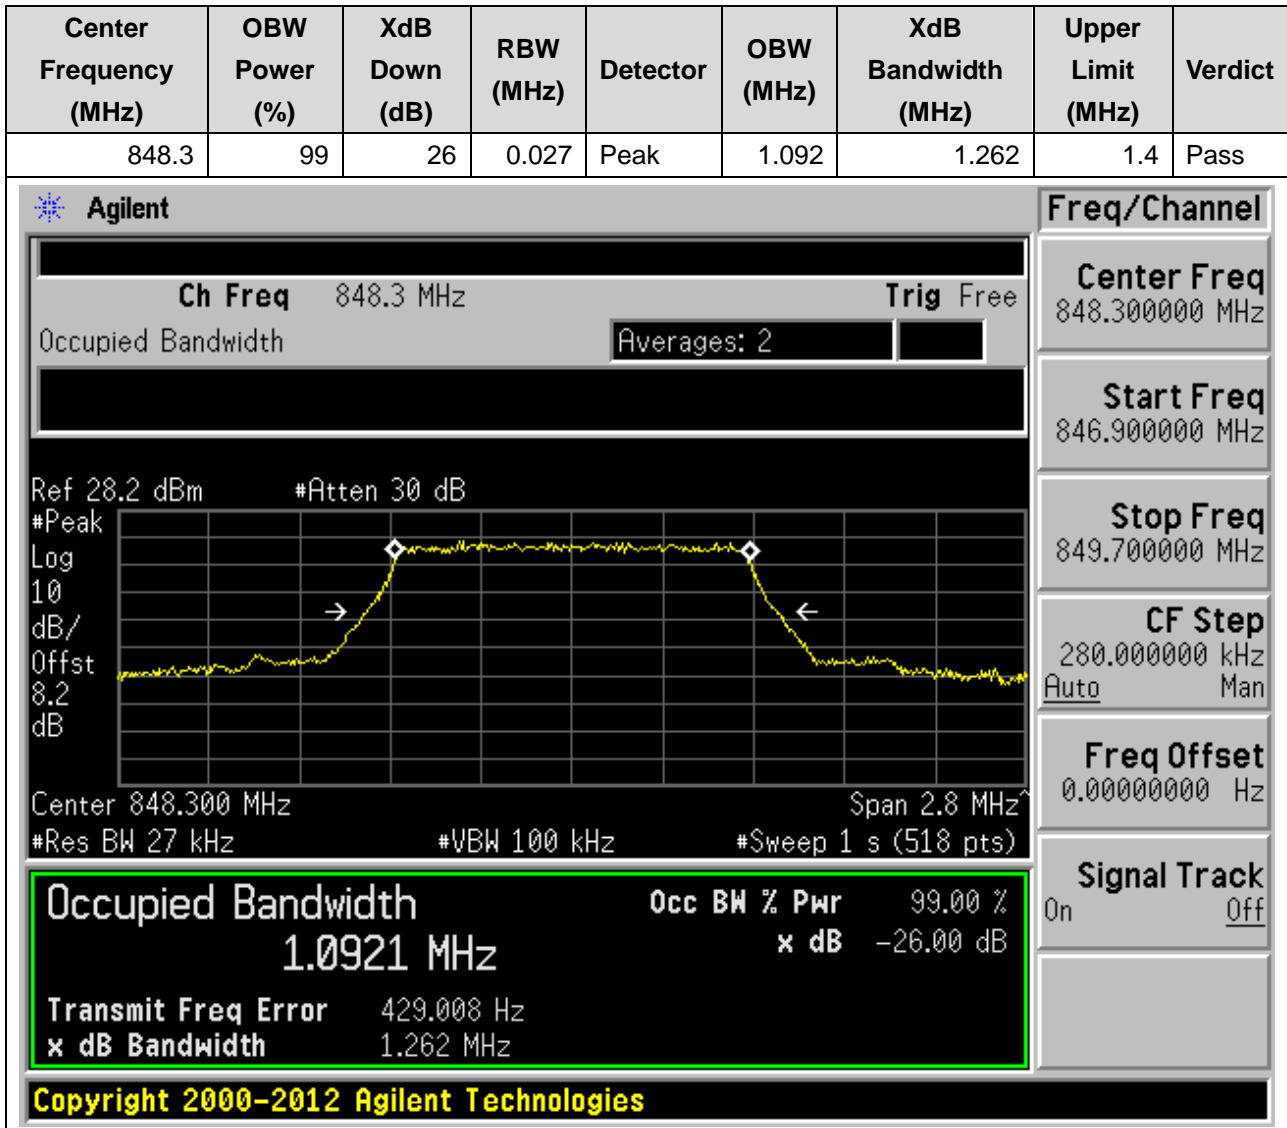 Center Frequency (MHz) OBW Power (%) XdB Down (dB) RBW (MHz) Detector OBW (MHz) XdB Bandwidth (MHz) Upper Limit (MHz) Verdict
848.3 99 26 0.027 Peak 1.092 1.262 1.4 Pass
Agilent
Freq/Channel
Ch Freq 848.3 MHz Trig Free
Occupied Bandwidth Averages: 2
Center Freq
848.300000 MHz
Start Freq
846.900000 MHz
Stop Freq
849.700000 MHz
CF Step
280.000000 kHz
Auto Man
Freq Offset
0.00000000 Hz
Signal Track
On Off
Ref 28.2 dBm #Atten 30 dB
#Peak
Log
10
dB/
Offst
8.2
dB
Center 848.300 MHz Span 2.8 MHz^
#Res BW 27 kHz #VBW 100 kHz #Sweep 1 s (518 pts)
Occupied Bandwidth Occ BW % Pwr 99.00 %
1.0921 MHz x dB -26.00 dB
Transmit Freq Error 429.008 Hz
x dB Bandwidth 1.262 MHz
Copyright 2000-2012 Agilent Technologies